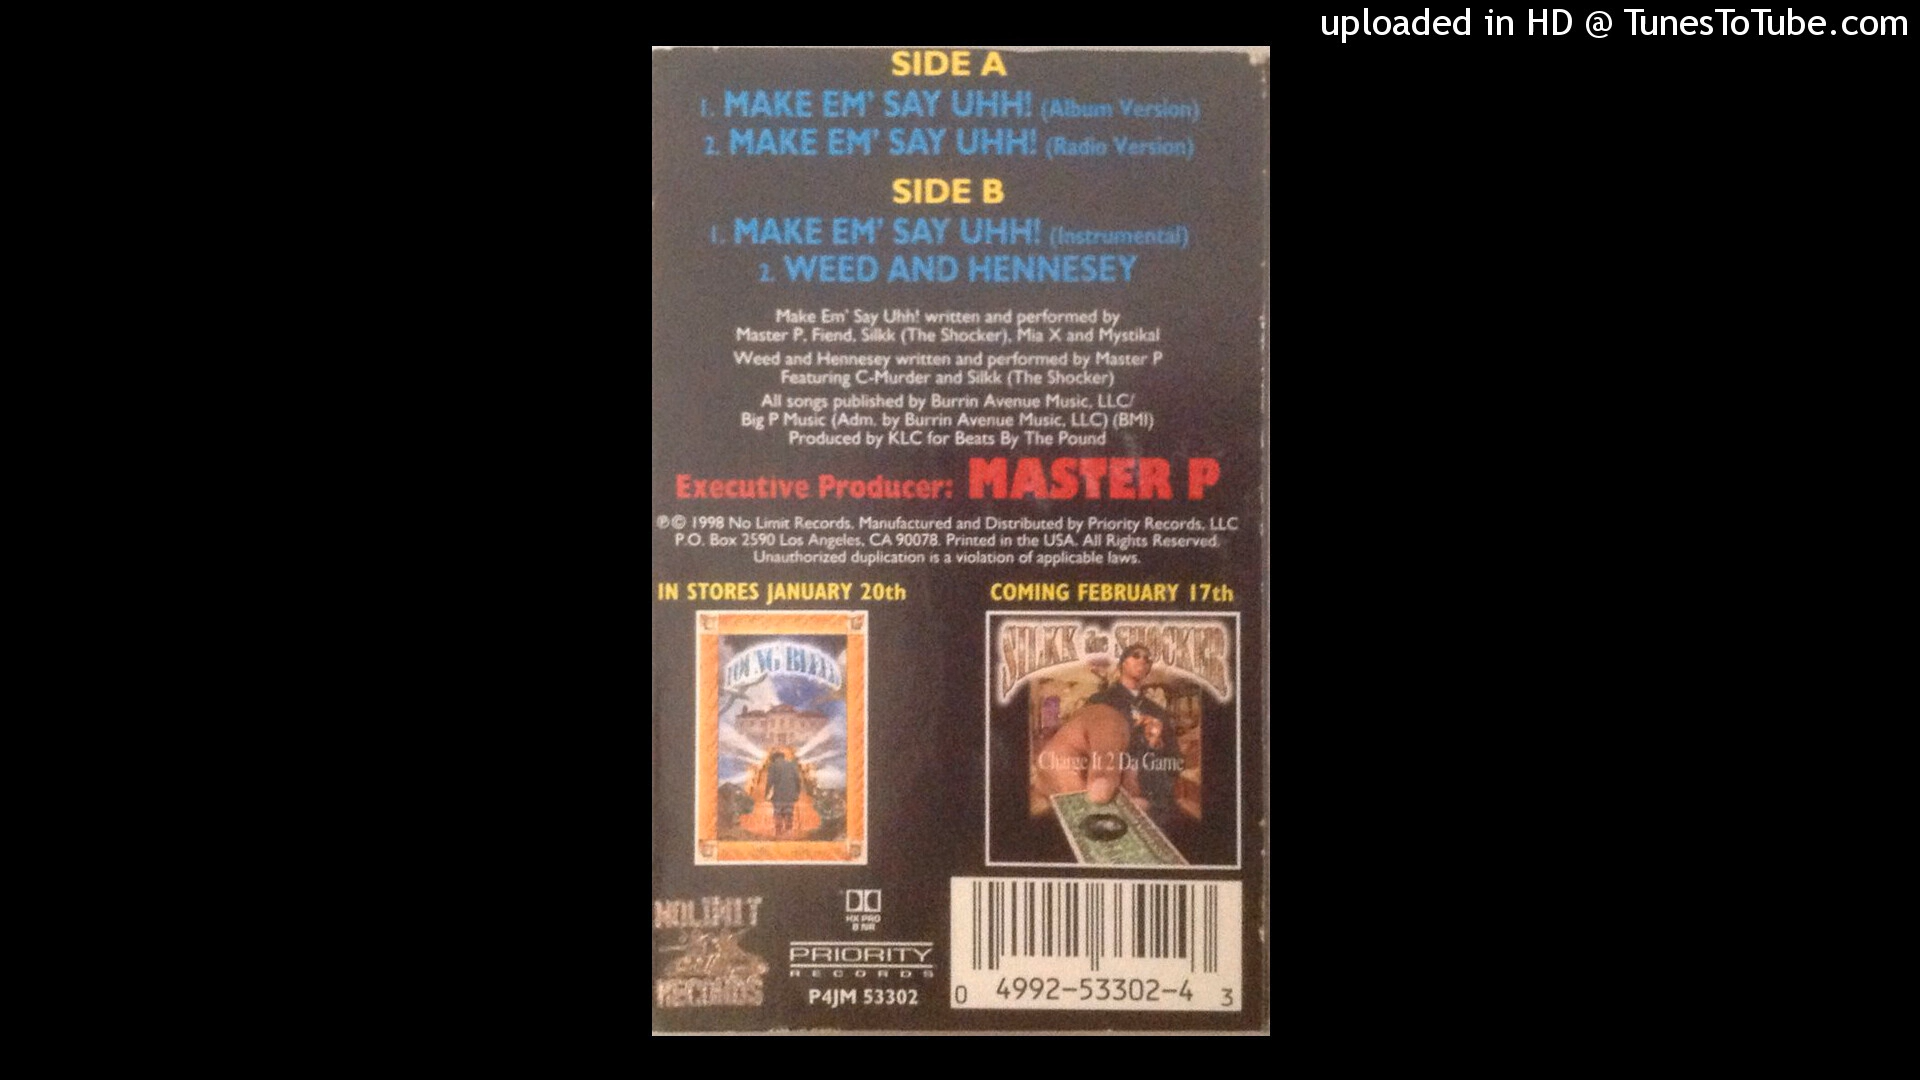 uploaded in HD @ TunesToTube.com
SIDE A
1. MAKE EM' SAY UHH! (Album Version)
2. MAKE EM' SAY UHH! (Radio Version)
SIDE B
1. MAKE EM' SAY UHH! (Instrumental)
2. WEED AND HENNESEY
Make Em' Say Uhh! written and performed by
Master P, Fiend, Silkk (The Shocker), Mia X and Mystikal
Weed and Hennesey written and performed by Master P
Featuring C-Murder and Silkk (The Shocker)
All songs published by Burrin Avenue Music, LLC/
Big P Music (Adm. by Burrin Avenue Music, LLC) (BMI)
Produced by KLC for Beats By The Pound
Executive Producer: MASTER P
℗© 1998 No Limit Records. Manufactured and Distributed by Priority Records, LLC
P.O. Box 2590 Los Angeles, CA 90078. Printed in the USA. All Rights Reserved.
Unauthorized duplication is a violation of applicable laws.
IN STORES JANUARY 20th
COMING FEBRUARY 17th
YOUNG BLEED
SILKK the SHOCKER
Charge It 2 Da Game
NO LIMIT
RECORDS
HX PRO
B NR
PRIORITY
RECORDS
P4JM 53302
0 4992-53302-4 3